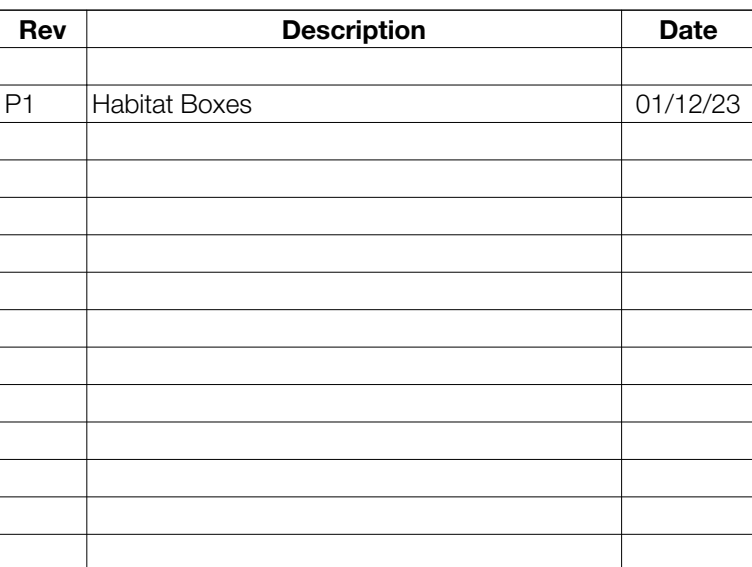 Rev Description Date
P1 Habitat Boxes 01/12/23